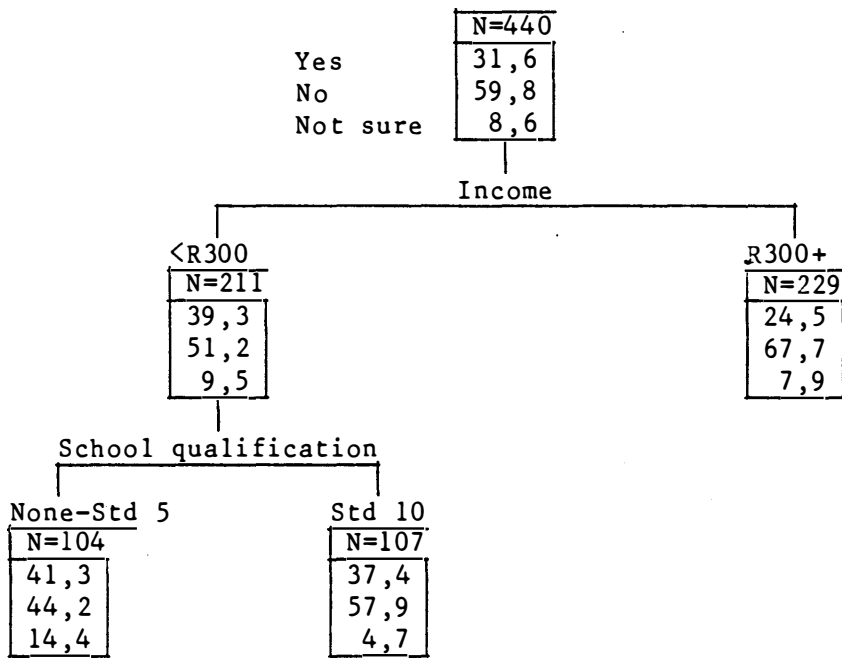 N=440
Yes 31,6
No 59,8
Not sure 8,6
Income
<R300 R300+
N=211 N=229
39,3 24,5
51,2 67,7
9,5 7,9
School qualification
None-Std 5 Std 10
N=104 N=107
41,3 37,4
44,2 57,9
14,4 4,7